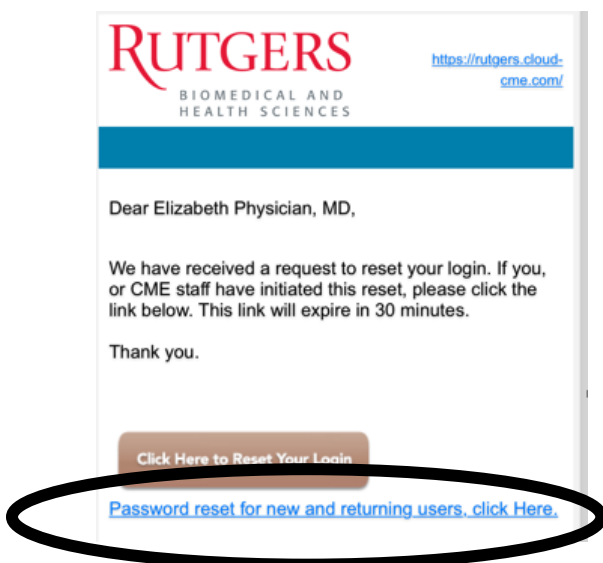 RUTGERS
BIOMEDICAL AND
HEALTH SCIENCES
https://rutgers.cloud-
cme.com/
Dear Elizabeth Physician, MD,
We have received a request to reset your login. If you,
or CME staff have initiated this reset, please click the
link below. This link will expire in 30 minutes.
Thank you.
Click Here to Reset Your Login
Password reset for new and returning users, click Here.